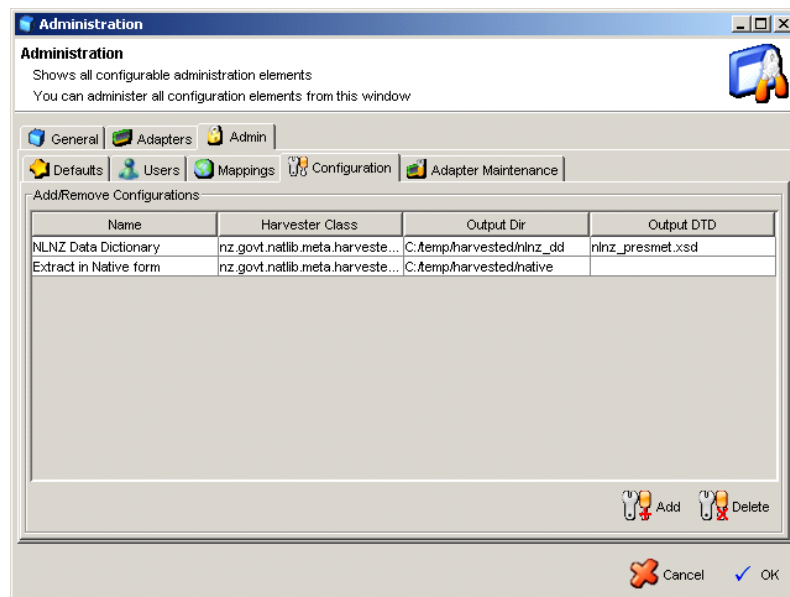 Administration
Administration
Shows all configurable administration elements
You can administer all configuration elements from this window
General Adapters Admin
Defaults Users Mappings Configuration Adapter Maintenance
Add/Remove Configurations
Name Harvester Class Output Dir Output DTD
NLNZ Data Dictionary nz.govt.natlib.meta.harveste... C:/temp/harvested/nlnz_dd nlnz_presmet.xsd
Extract in Native form nz.govt.natlib.meta.harveste... C:/temp/harvested/native
Add Delete
Cancel OK